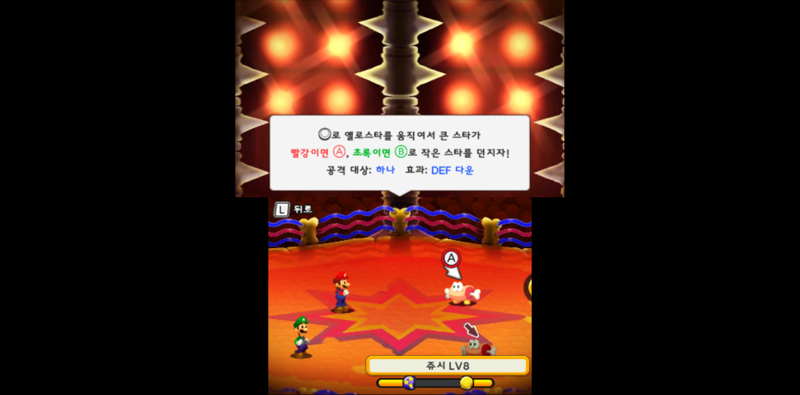 로 옐로스타를 움직여서 큰 스타가
빨강이면 Ⓐ, 초록이면 Ⓑ로 작은 스타를 던지자!
공격 대상: 하나 효과: DEF 다운
L 뒤로
A
쥬시 LV8